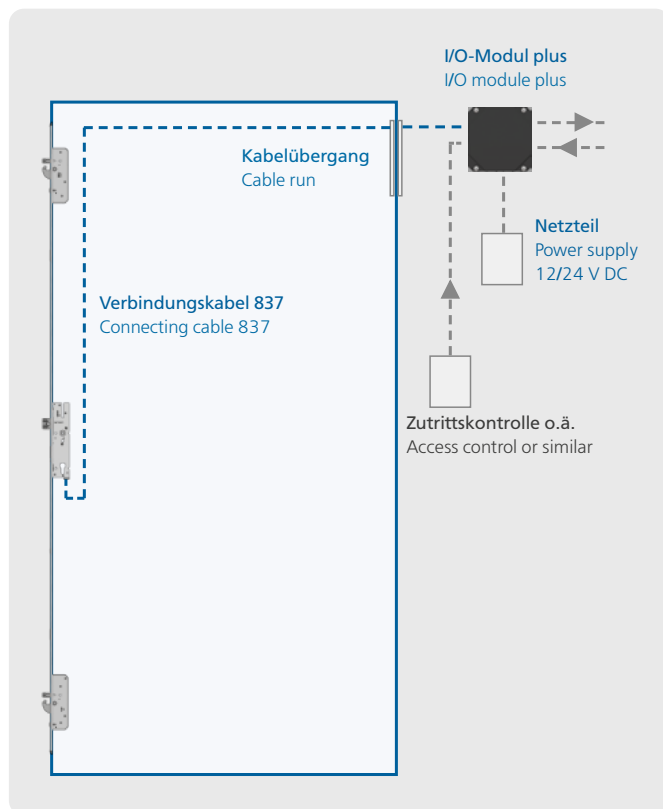 I/O-Modul plus
I/O module plus
Kabelübergang
Cable run
Netzteil
Power supply
12/24 V DC
Verbindungskabel 837
Connecting cable 837
Zutrittskontrolle o.ä.
Access control or similar